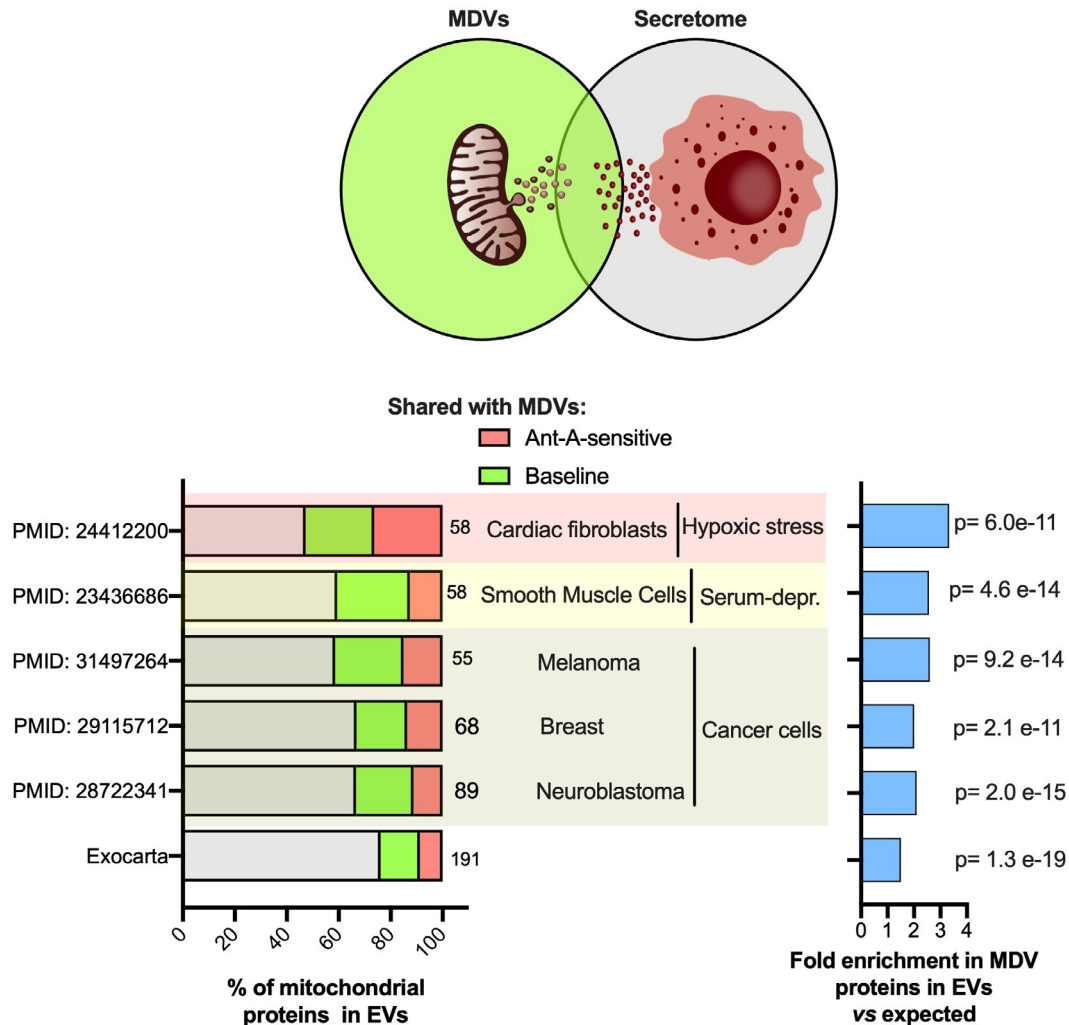 MDVs
Secretome
Shared with MDVs:
Ant-A-sensitive
Baseline
PMID: 24412200 58 Cardiac fibroblasts Hypoxic stress p= 6.0e-11
PMID: 23436686 58 Smooth Muscle Cells Serum-depr. p= 4.6 e-14
PMID: 31497264 55 Melanoma p= 9.2 e-14
PMID: 29115712 68 Breast Cancer cells p= 2.1 e-11
PMID: 28722341 89 Neuroblastoma p= 2.0 e-15
Exocarta 191 p= 1.3 e-19
0 20 40 60 80 100
% of mitochondrial
proteins in EVs
0 1 2 3 4
Fold enrichment in MDV
proteins in EVs
vs expected